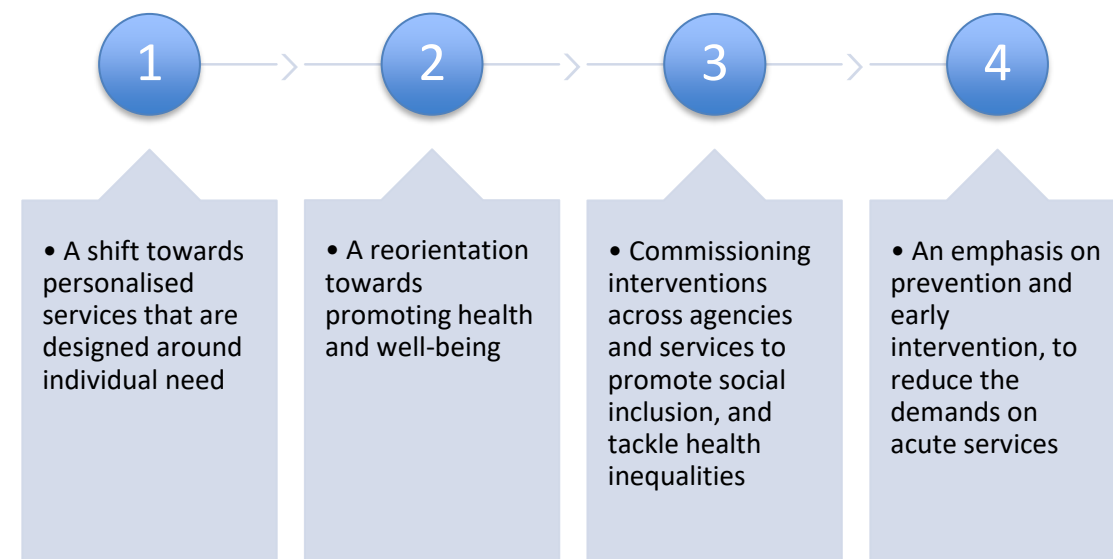 1
2
3
4
• A shift towards
personalised
services that are
designed around
individual need
• A reorientation
towards
promoting health
and well-being
• Commissioning
interventions
across agencies
and services to
promote social
inclusion, and
tackle health
inequalities
• An emphasis on
prevention and
early
intervention, to
reduce the
demands on
acute services